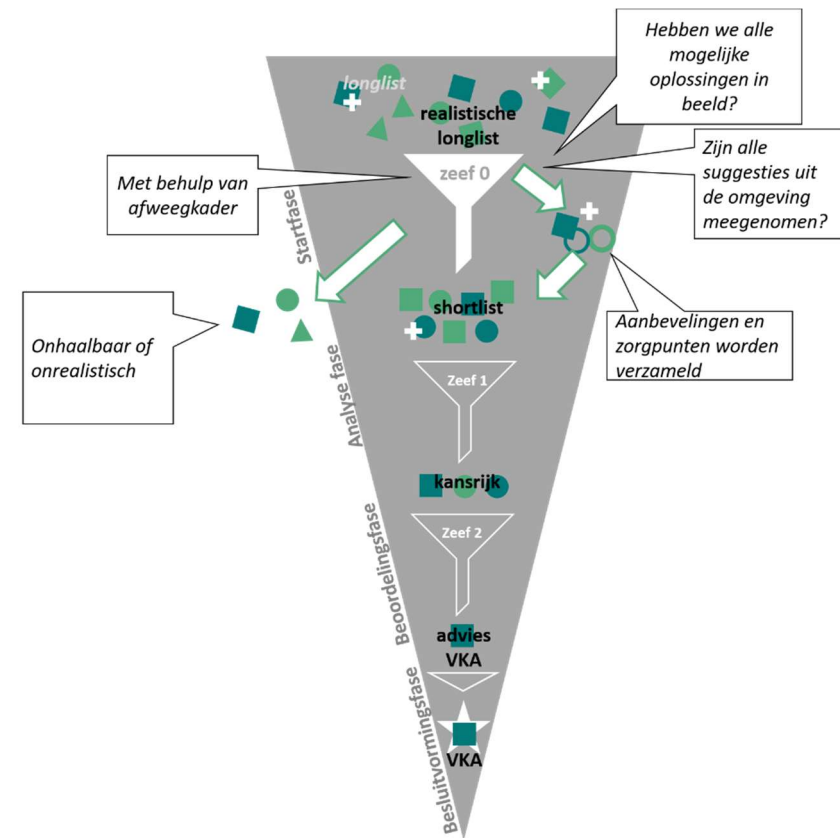 Hebben we alle
mogelijke
oplossingen in
beeld?
longlist
realistische
longlist
zeef 0
Zijn alle
suggesties uit
de omgeving
meegenomen?
Met behulp van
afweegkader
Startfase
shortlist
Onhaalbaar of
onrealistisch
Aanbevelingen en
zorgpunten worden
verzameld
Analyse fase
Zeef 1
kansrijk
Zeef 2
Beoordelingsfase
advies
VKA
Besluitvormingsfase
VKA